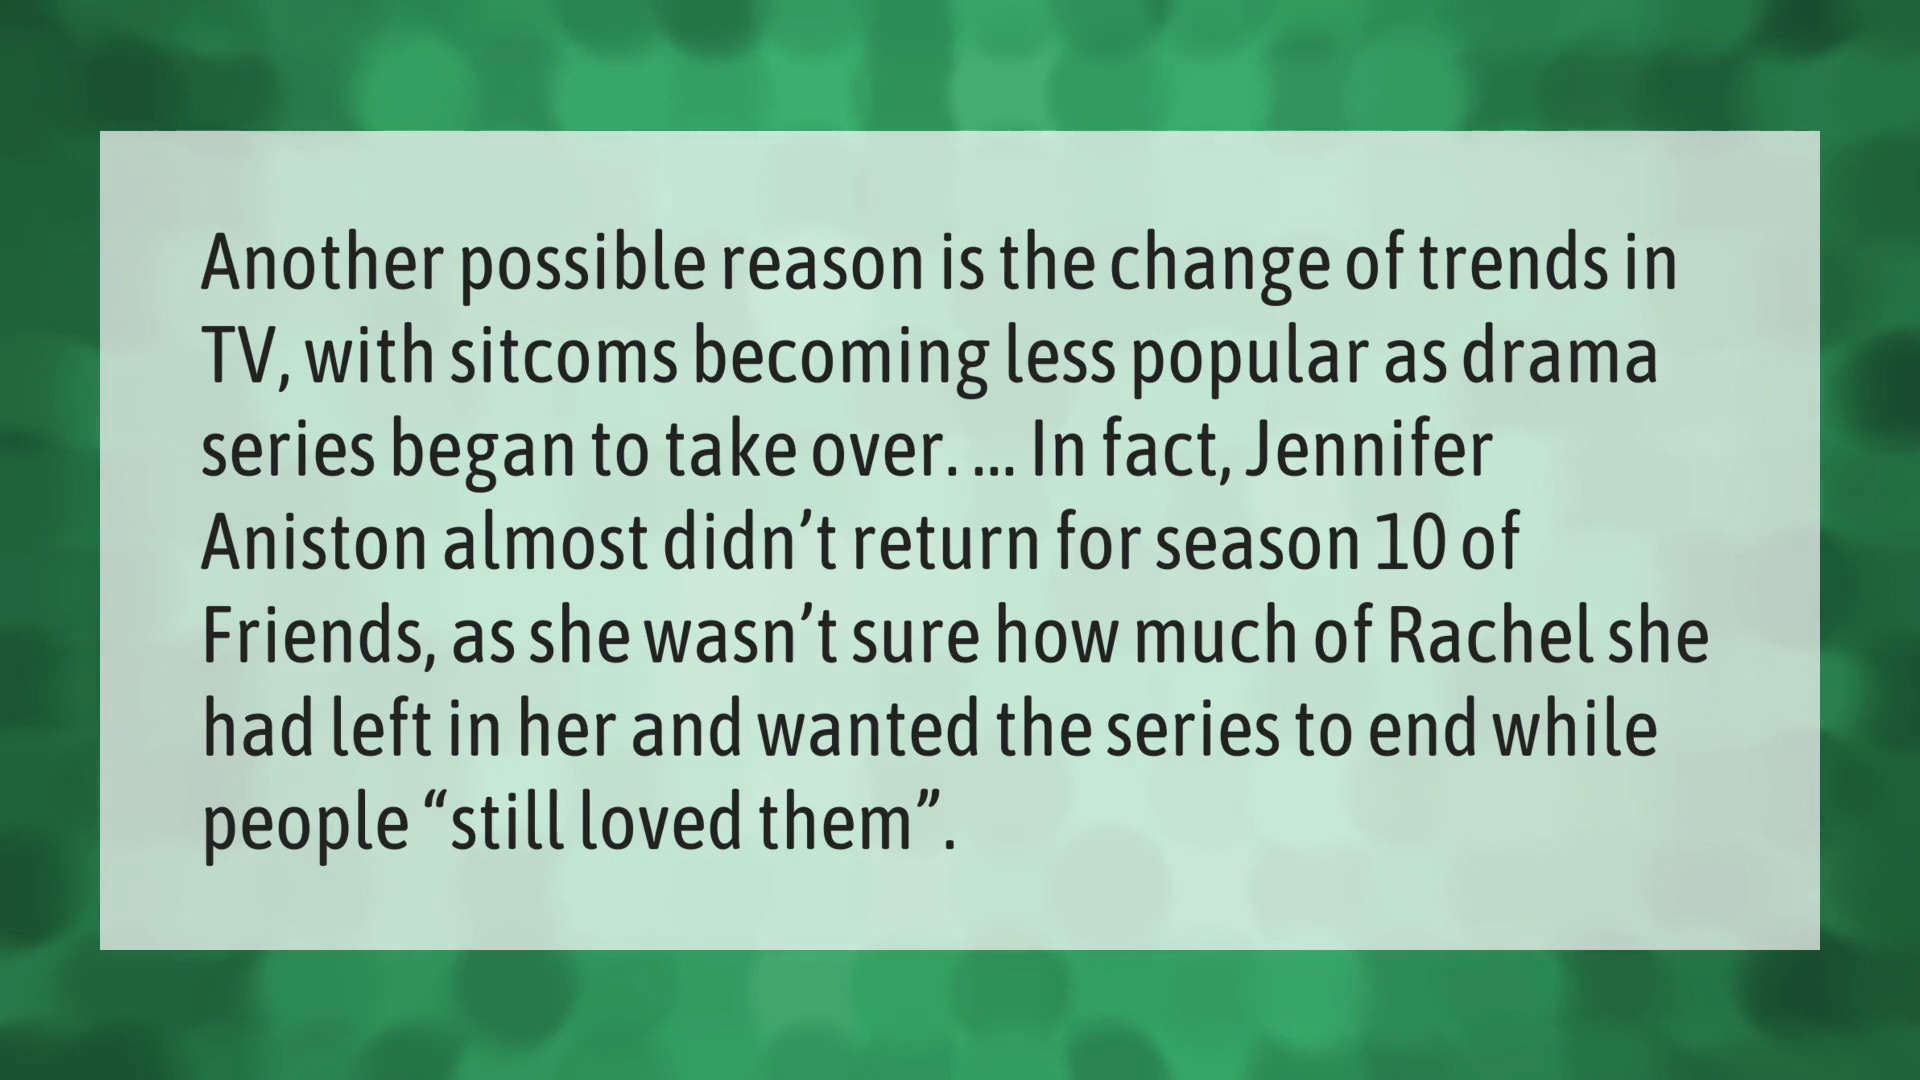 Another possible reason is the change of trends in
TV, with sitcoms becoming less popular as drama
series began to take over. ... In fact, Jennifer
Aniston almost didn’t return for season 10 of
Friends, as she wasn’t sure how much of Rachel she
had left in her and wanted the series to end while
people “still loved them”.